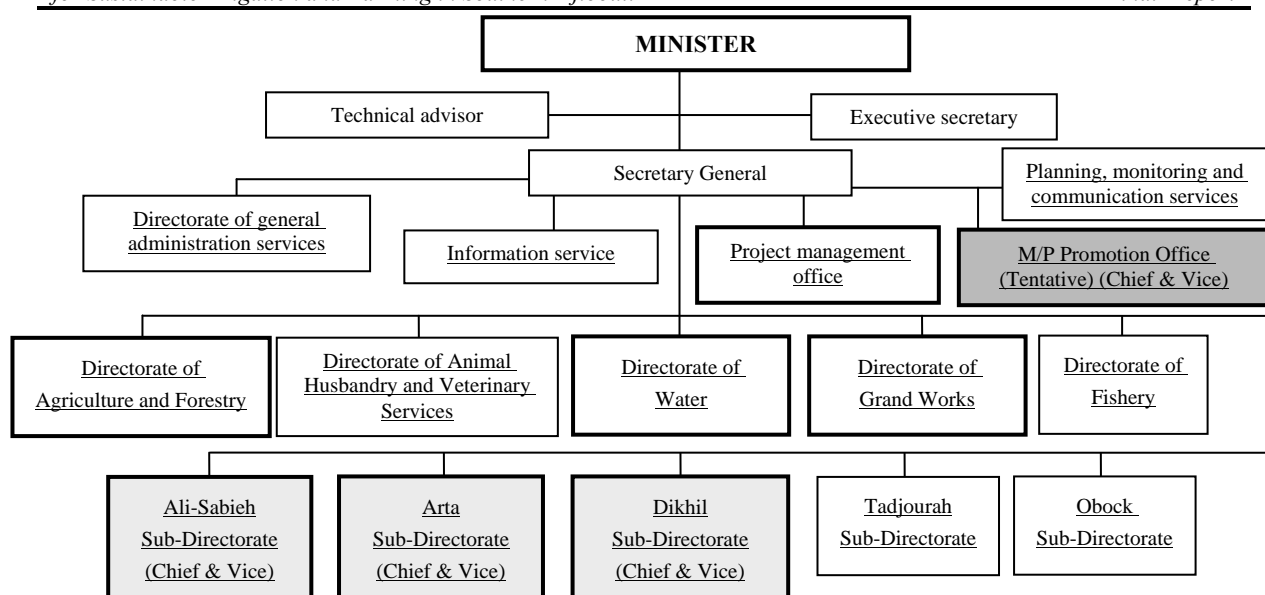 MINISTER
Technical advisor
Executive secretary
Secretary General
Planning, monitoring and
communication services
Directorate of general
administration services
Information service
Project management
office
M/P Promotion Office
(Tentative) (Chief & Vice)
Directorate of
Agriculture and Forestry
Directorate of Animal
Husbandry and Veterinary
Services
Directorate of
Water
Directorate of
Grand Works
Directorate of
Fishery
Ali-Sabieh
Sub-Directorate
(Chief & Vice)
Arta
Sub-Directorate
(Chief & Vice)
Dikhil
Sub-Directorate
(Chief & Vice)
Tadjourah
Sub-Directorate
Obock
Sub-Directorate